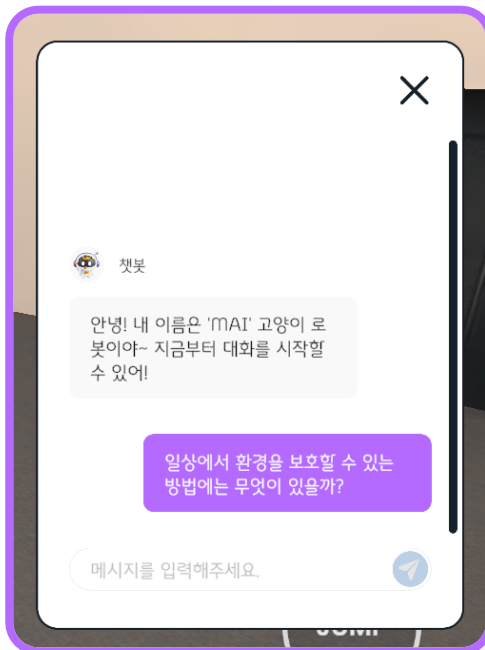 챗봇
안녕! 내 이름은 'MAI' 고양이 로
봇이야~ 지금부터 대화를 시작할
수 있어!
일상에서 환경을 보호할 수 있는
방법에는 무엇이 있을까?
메시지를 입력해주세요.
JUMP